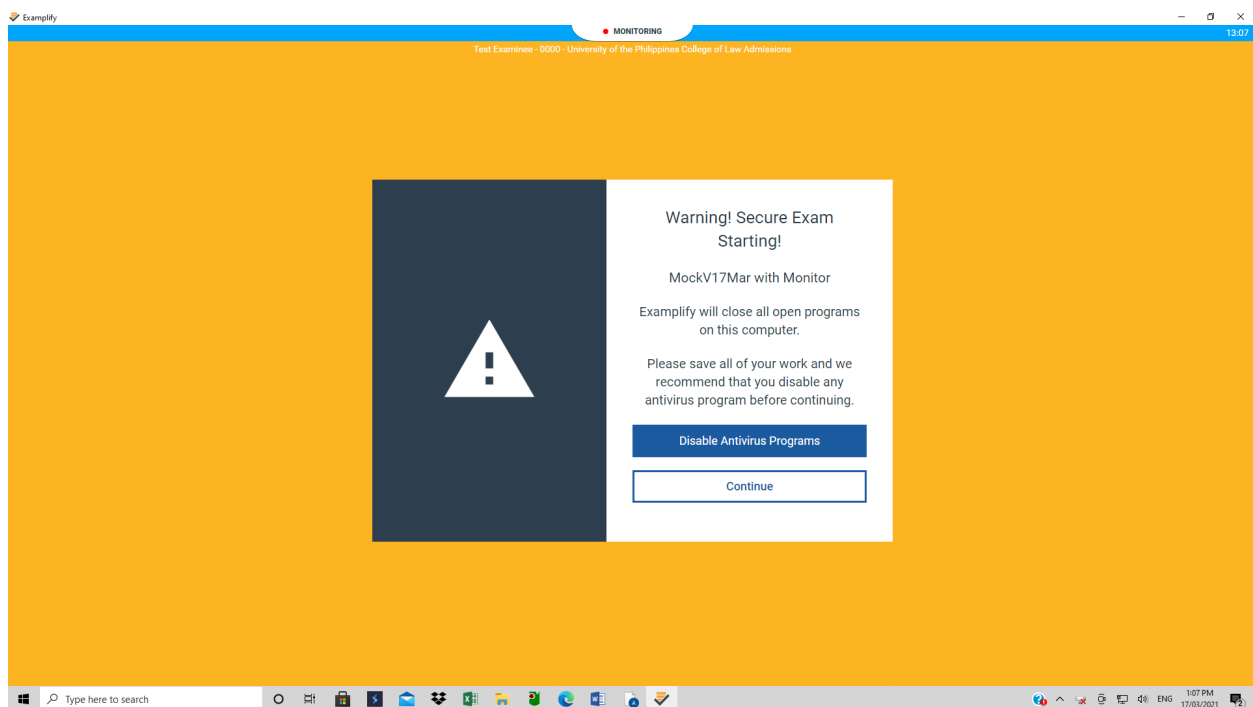 Examplify
MONITORING
13:07
Test Examinee - 0000 - University of the Philippines College of Law Admissions
Warning! Secure Exam
Starting!
MockV17Mar with Monitor
Examplify will close all open programs
on this computer.
Please save all of your work and we
recommend that you disable any
antivirus program before continuing.
Disable Antivirus Programs
Continue
Type here to search
ENG
1:07 PM
17/03/2021
2